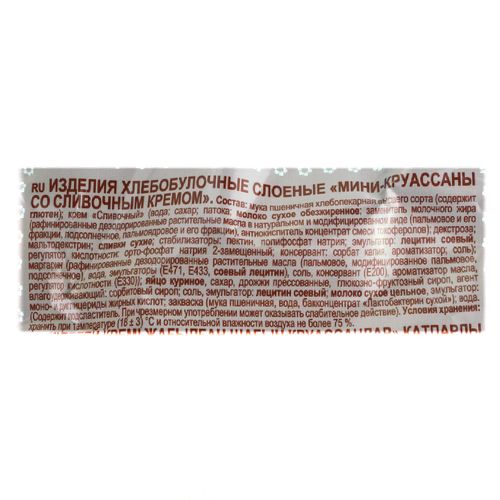 RU ИЗДЕЛИЯ ХЛЕБОБУЛОЧНЫЕ СЛОЕНЫЕ «МИНИ-КРУАССАНЫ
СО СЛИВОЧНЫМ КРЕМОМ». Состав: мука пшеничная хлебопекарная высшего сорта (содержит
глютен); крем «Сливочный» (вода; сахар; патока; молоко сухое обезжиренное; заменитель молочного жира
(рафинированные дезодорированные растительные масла в натуральном и модифицированном виде (пальмовое и его
фракции, подсолнечное, пальмоядровое и его фракции), антиокислитель концентрат смеси токоферолов); декстроза;
мальтодекстрин; сливки сухие; стабилизаторы: пектин, полифосфат натрия; эмульгатор: лецитин соевый,
регулятор кислотности: орто-фосфат натрия 2-замещенный; консервант: сорбат калия, ароматизатор; соль);
маргарин (рафинированные дезодорированные растительные масла (пальмовое, модифицированное пальмовое,
подсолнечное), вода, эмульгаторы (Е471, Е433, соевый лецитин), соль, консервант (Е200), ароматизатор масла,
регулятор кислотности (Е330)); яйцо куриное, сахар, дрожжи прессованные, глюкозно-фруктозный сироп, агент
влагоудерживающий: сорбитовый сироп; соль, эмульгатор: лецитин соевый; молоко сухое цельное, эмульгатор:
моно- и диглицериды жирных кислот; закваска (мука пшеничная, вода, бакконцентрат «Лактобактерин сухой»); вода.
(Содержит подсластитель. При чрезмерном употреблении может оказывать слабительное действие). Условия хранения:
хранить при температуре (18 ± 3) °С и относительной влажности воздуха не более 75 %.
КРУАССАНДАР» ҚАТПАРЛЫ